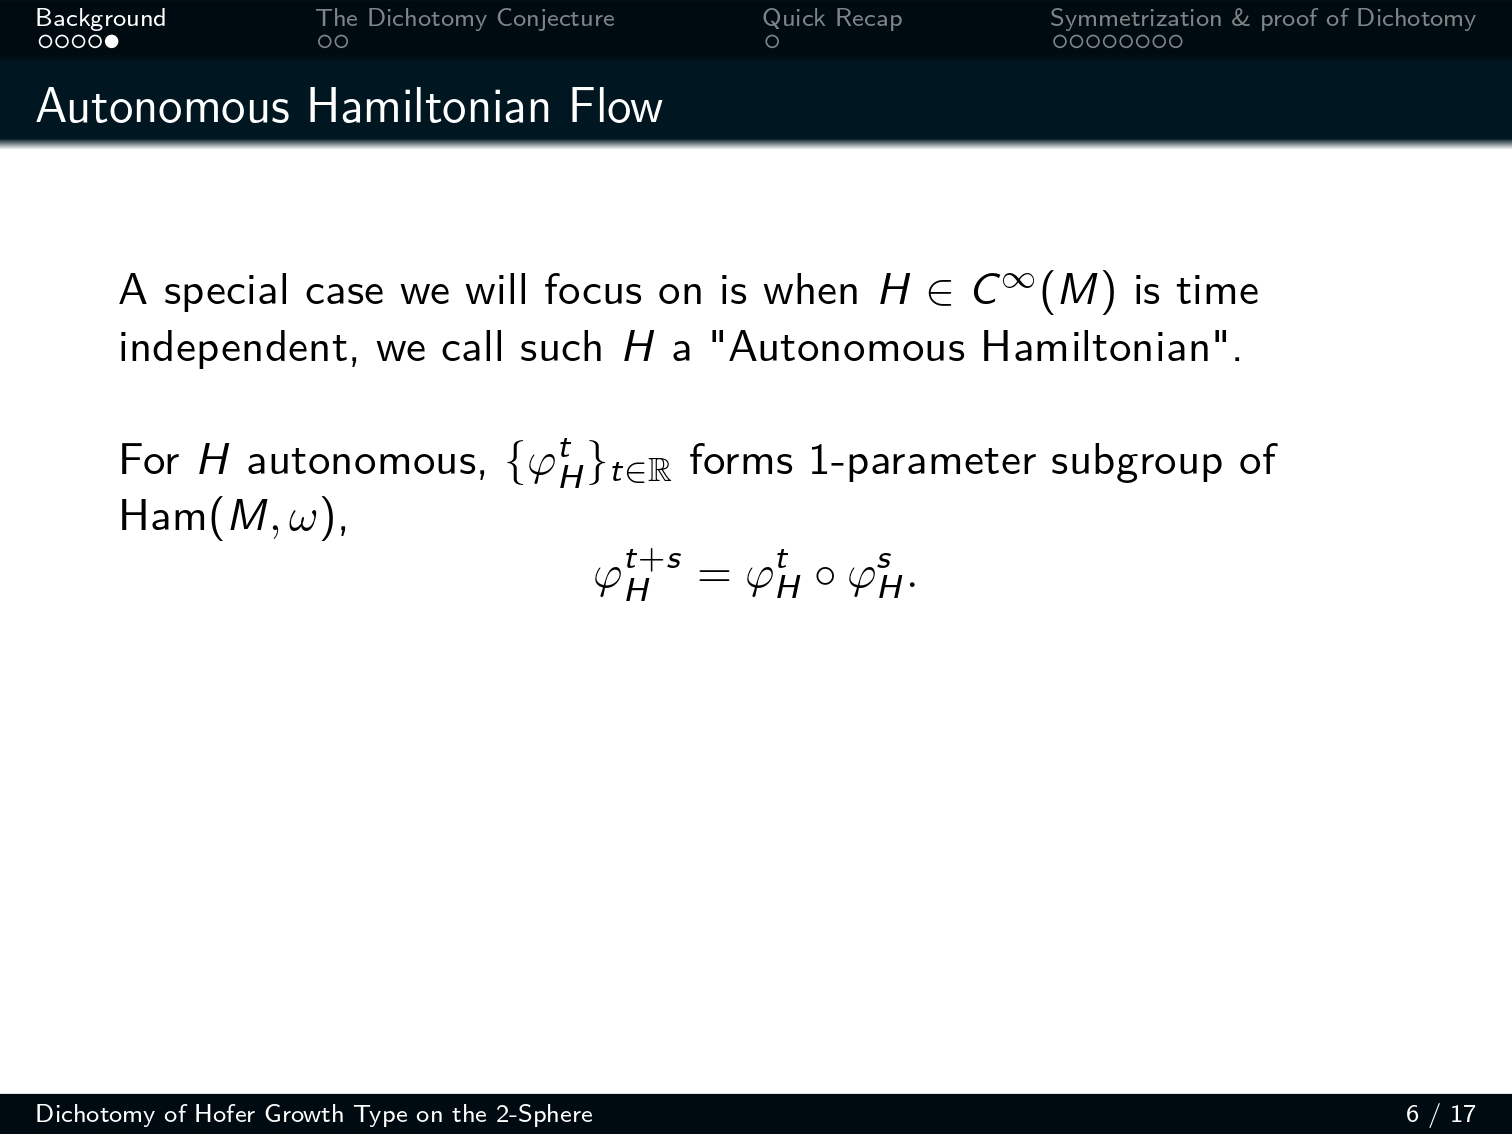 Background The Dichotomy Conjecture Quick Recap Symmetrization & proof of Dichotomy
Autonomous Hamiltonian Flow
A special case we will focus on is when H ∈ C^∞(M) is time
independent, we call such H a "Autonomous Hamiltonian".
For H autonomous, {φ_H^t}_{t∈ℝ} forms 1-parameter subgroup of
Ham(M, ω),
φ_H^{t+s} = φ_H^t ∘ φ_H^s.
Dichotomy of Hofer Growth Type on the 2-Sphere 6 / 17